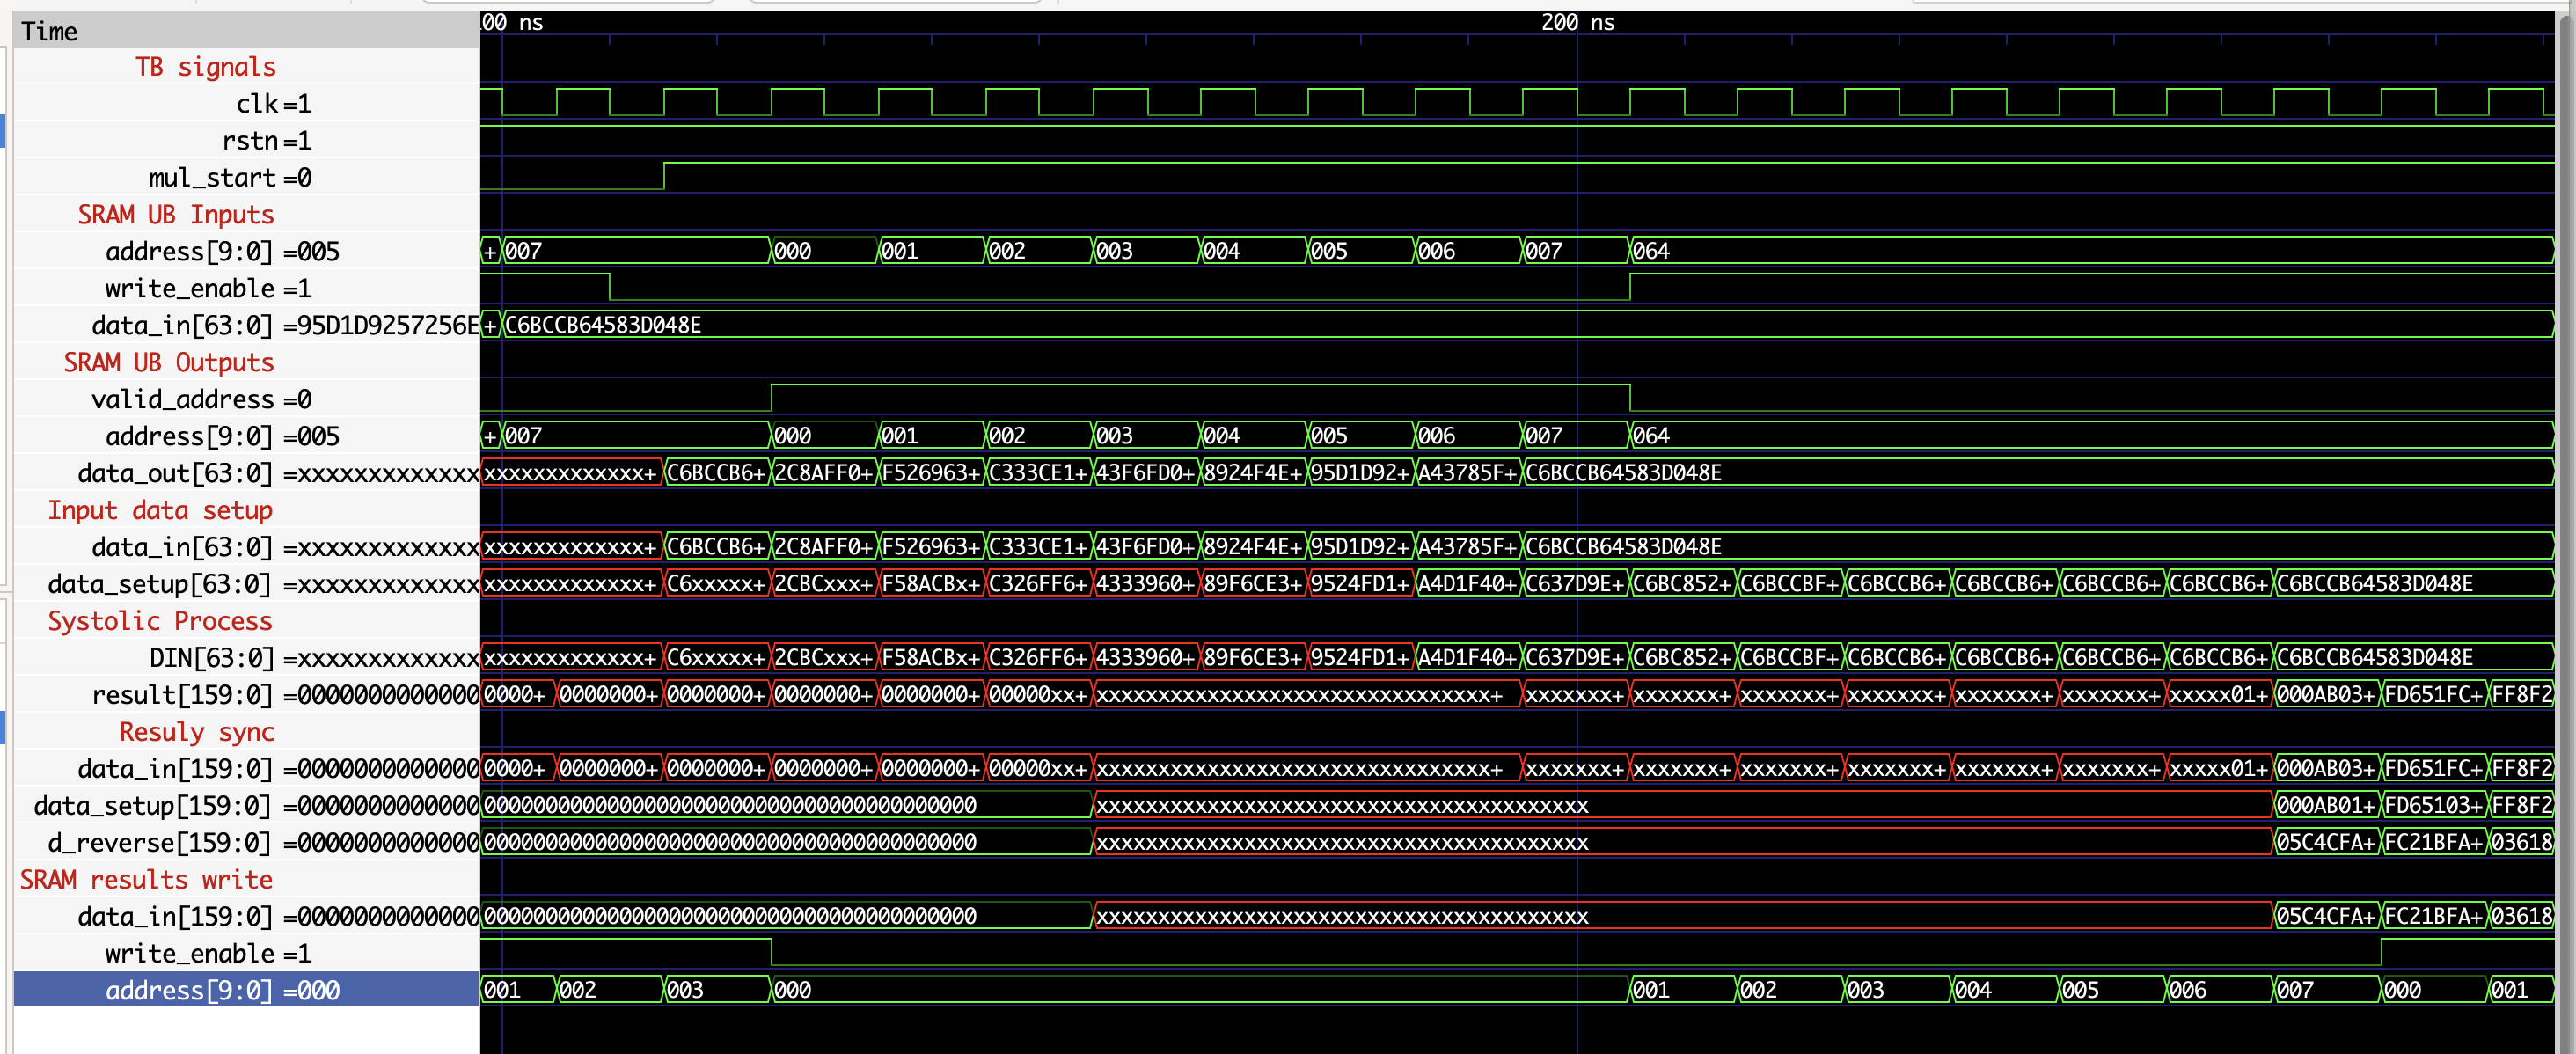 Time 00 ns 200 ns
TB signals
clk =1
rstn =1
mul_start =0
SRAM UB Inputs
address[9:0] =005 + 007 000 001 002 003 004 005 006 007 064
write_enable =1
data_in[63:0] =95D1D9257256E + C6BCCB64583D048E
SRAM UB Outputs
valid_address =0
address[9:0] =005 + 007 000 001 002 003 004 005 006 007 064
data_out[63:0] =xxxxxxxxxxxxx xxxxxxxxxxxxx+ C6BCCB6+ 2C8AFF0+ F526963+ C333CE1+ 43F6FD0+ 8924F4E+ 95D1D92+ A43785F+ C6BCCB64583D048E
Input data setup
data_in[63:0] =xxxxxxxxxxxxx xxxxxxxxxxxxx+ C6BCCB6+ 2C8AFF0+ F526963+ C333CE1+ 43F6FD0+ 8924F4E+ 95D1D92+ A43785F+ C6BCCB64583D048E
data_setup[63:0] =xxxxxxxxxxxxx xxxxxxxxxxxxx+ C6xxxxx+ 2CBCxxx+ F58ACBx+ C326FF6+ 4333960+ 89F6CE3+ 9524FD1+ A4D1F40+ C637D9E+ C6BC852+ C6BCCBF+ C6BCCB6+ C6BCCB6+ C6BCCB6+ C6BCCB6+ C6BCCB64583D048E
Systolic Process
DIN[63:0] =xxxxxxxxxxxxx xxxxxxxxxxxxx+ C6xxxxx+ 2CBCxxx+ F58ACBx+ C326FF6+ 4333960+ 89F6CE3+ 9524FD1+ A4D1F40+ C637D9E+ C6BC852+ C6BCCBF+ C6BCCB6+ C6BCCB6+ C6BCCB6+ C6BCCB6+ C6BCCB64583D048E
result[159:0] =0000000000000 0000+ 0000000+ 0000000+ 0000000+ 0000000+ 00000xx+ xxxxxxxxxxxxxxxxxxxxxxxxxxxxxxxx+ xxxxxxx+ xxxxxxx+ xxxxxxx+ xxxxxxx+ xxxxxxx+ xxxxxxx+ xxxxx01+ 000AB03+ FD651FC+ FF8F2
Resuly sync
data_in[159:0] =0000000000000 0000+ 0000000+ 0000000+ 0000000+ 0000000+ 00000xx+ xxxxxxxxxxxxxxxxxxxxxxxxxxxxxxxx+ xxxxxxx+ xxxxxxx+ xxxxxxx+ xxxxxxx+ xxxxxxx+ xxxxxxx+ xxxxx01+ 000AB03+ FD651FC+ FF8F2
data_setup[159:0] =0000000000000 0000000000000000000000000000000000000000 xxxxxxxxxxxxxxxxxxxxxxxxxxxxxxxxxxxxxxxx 000AB01+ FD65103+ FF8F2
d_reverse[159:0] =0000000000000 0000000000000000000000000000000000000000 xxxxxxxxxxxxxxxxxxxxxxxxxxxxxxxxxxxxxxxx 05C4CFA+ FC21BFA+ 03618
SRAM results write
data_in[159:0] =0000000000000 0000000000000000000000000000000000000000 xxxxxxxxxxxxxxxxxxxxxxxxxxxxxxxxxxxxxxxx 05C4CFA+ FC21BFA+ 03618
write_enable =1
address[9:0] =000 001 002 003 000 001 002 003 004 005 006 007 000 001